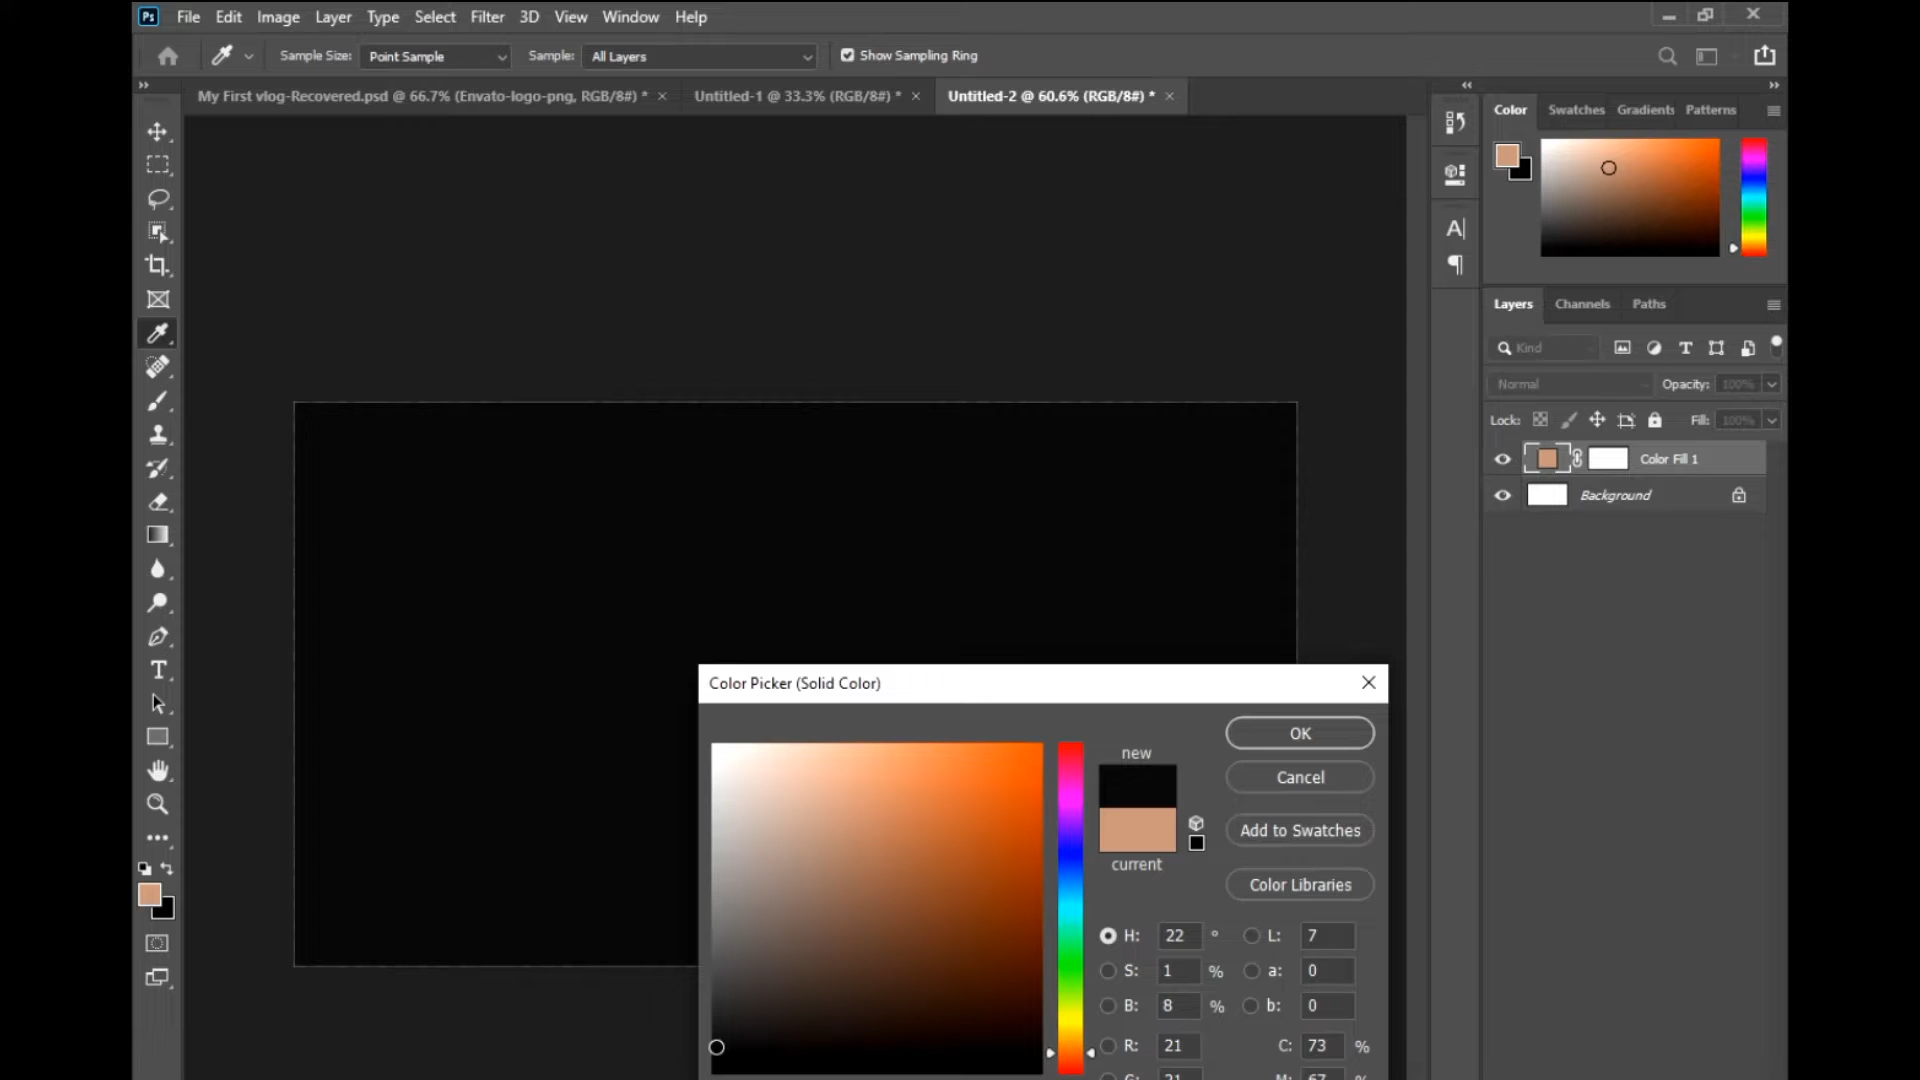 Ps File Edit Image Layer Type Select Filter 3D View Window Help
Sample Size: Point Sample Sample: All Layers Show Sampling Ring
My First vlog-Recovered.psd @ 66.7% (Envato-logo-png, RGB/8#) * × Untitled-1 @ 33.3% (RGB/8#) * × Untitled-2 @ 60.6% (RGB/8#) * ×
Color Swatches Gradients Patterns
Layers Channels Paths
Kind
Normal Opacity: 100%
Lock: Fill: 100%
Color Fill 1
Background
Color Picker (Solid Color)
OK
new
Cancel
Add to Swatches
current
Color Libraries
H: 22 ° L: 7
S: 1 % a: 0
B: 8 % b: 0
R: 21 C: 73 %